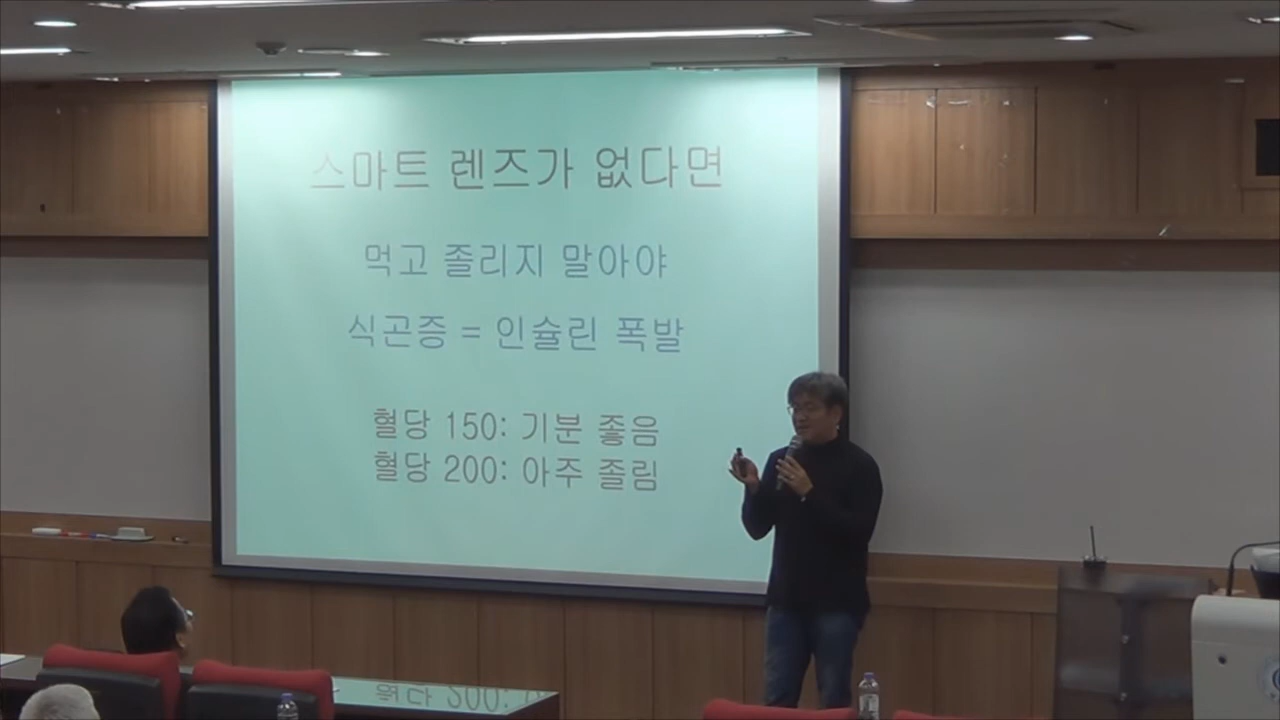 스마트 렌즈가 없다면
먹고 졸리지 말아야
식곤증 = 인슐린 폭발
혈당 150: 기분 좋음
혈당 200: 아주 졸림